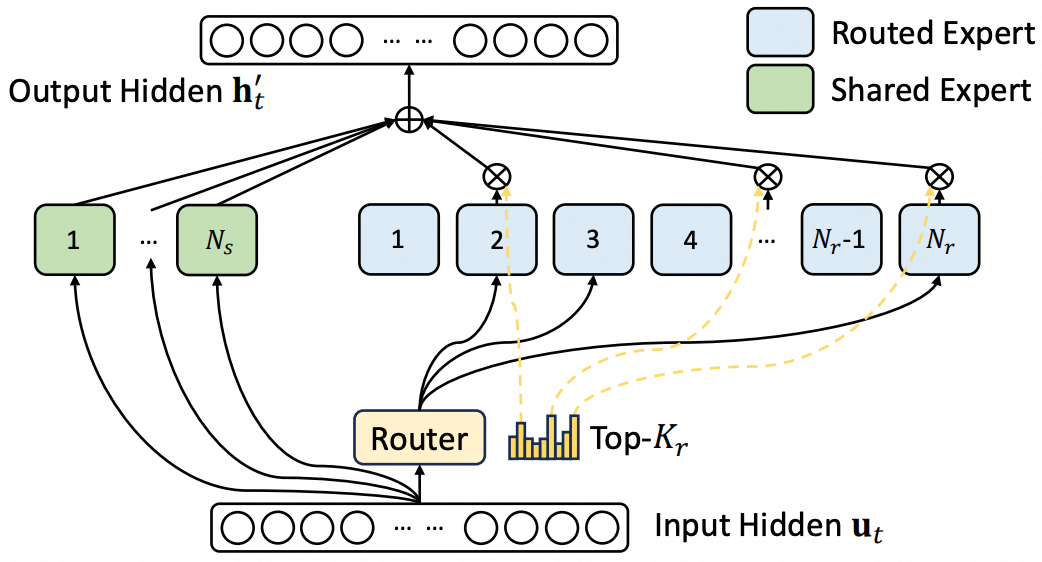 ... ...
Routed Expert
Output Hidden h′ₜ
Shared Expert
1 ... Nₛ 1 2 3 4 ... Nᵣ-1 Nᵣ
Router
Top-Kᵣ
... ...
Input Hidden uₜ